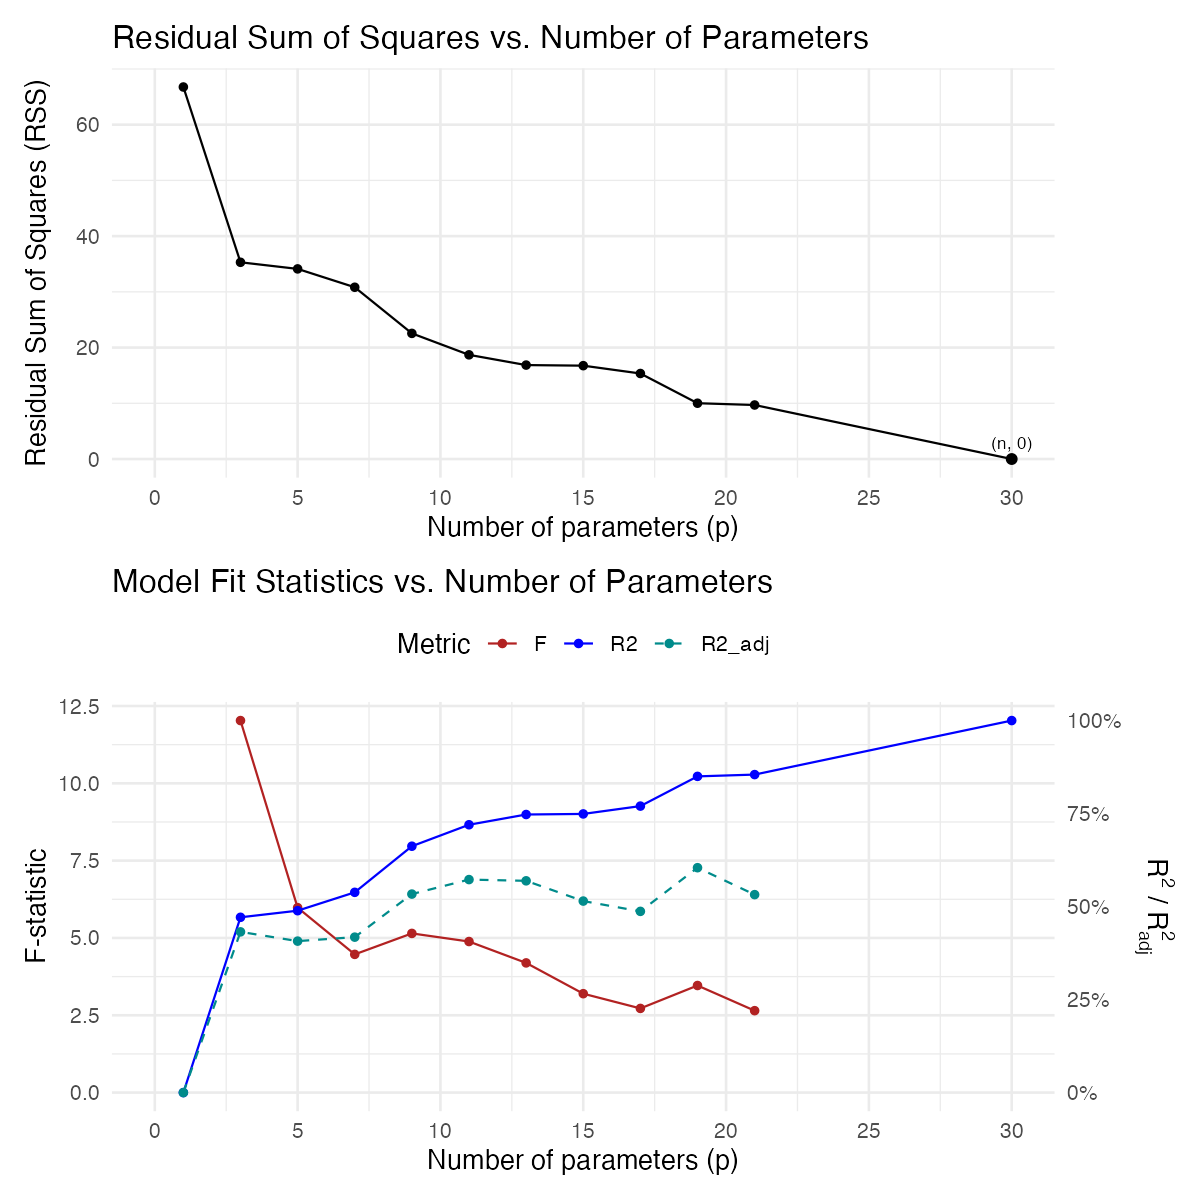 Residual Sum of Squares vs. Number of Parameters
Residual Sum of Squares (RSS)
60
40
20
0
(n, 0)
0 5 10 15 20 25 30
Number of parameters (p)
Model Fit Statistics vs. Number of Parameters
Metric F R2 R2_adj
F-statistic
12.5
10.0
7.5
5.0
2.5
0.0
100%
75%
50%
25%
0%
R² / R²adj
0 5 10 15 20 25 30
Number of parameters (p)